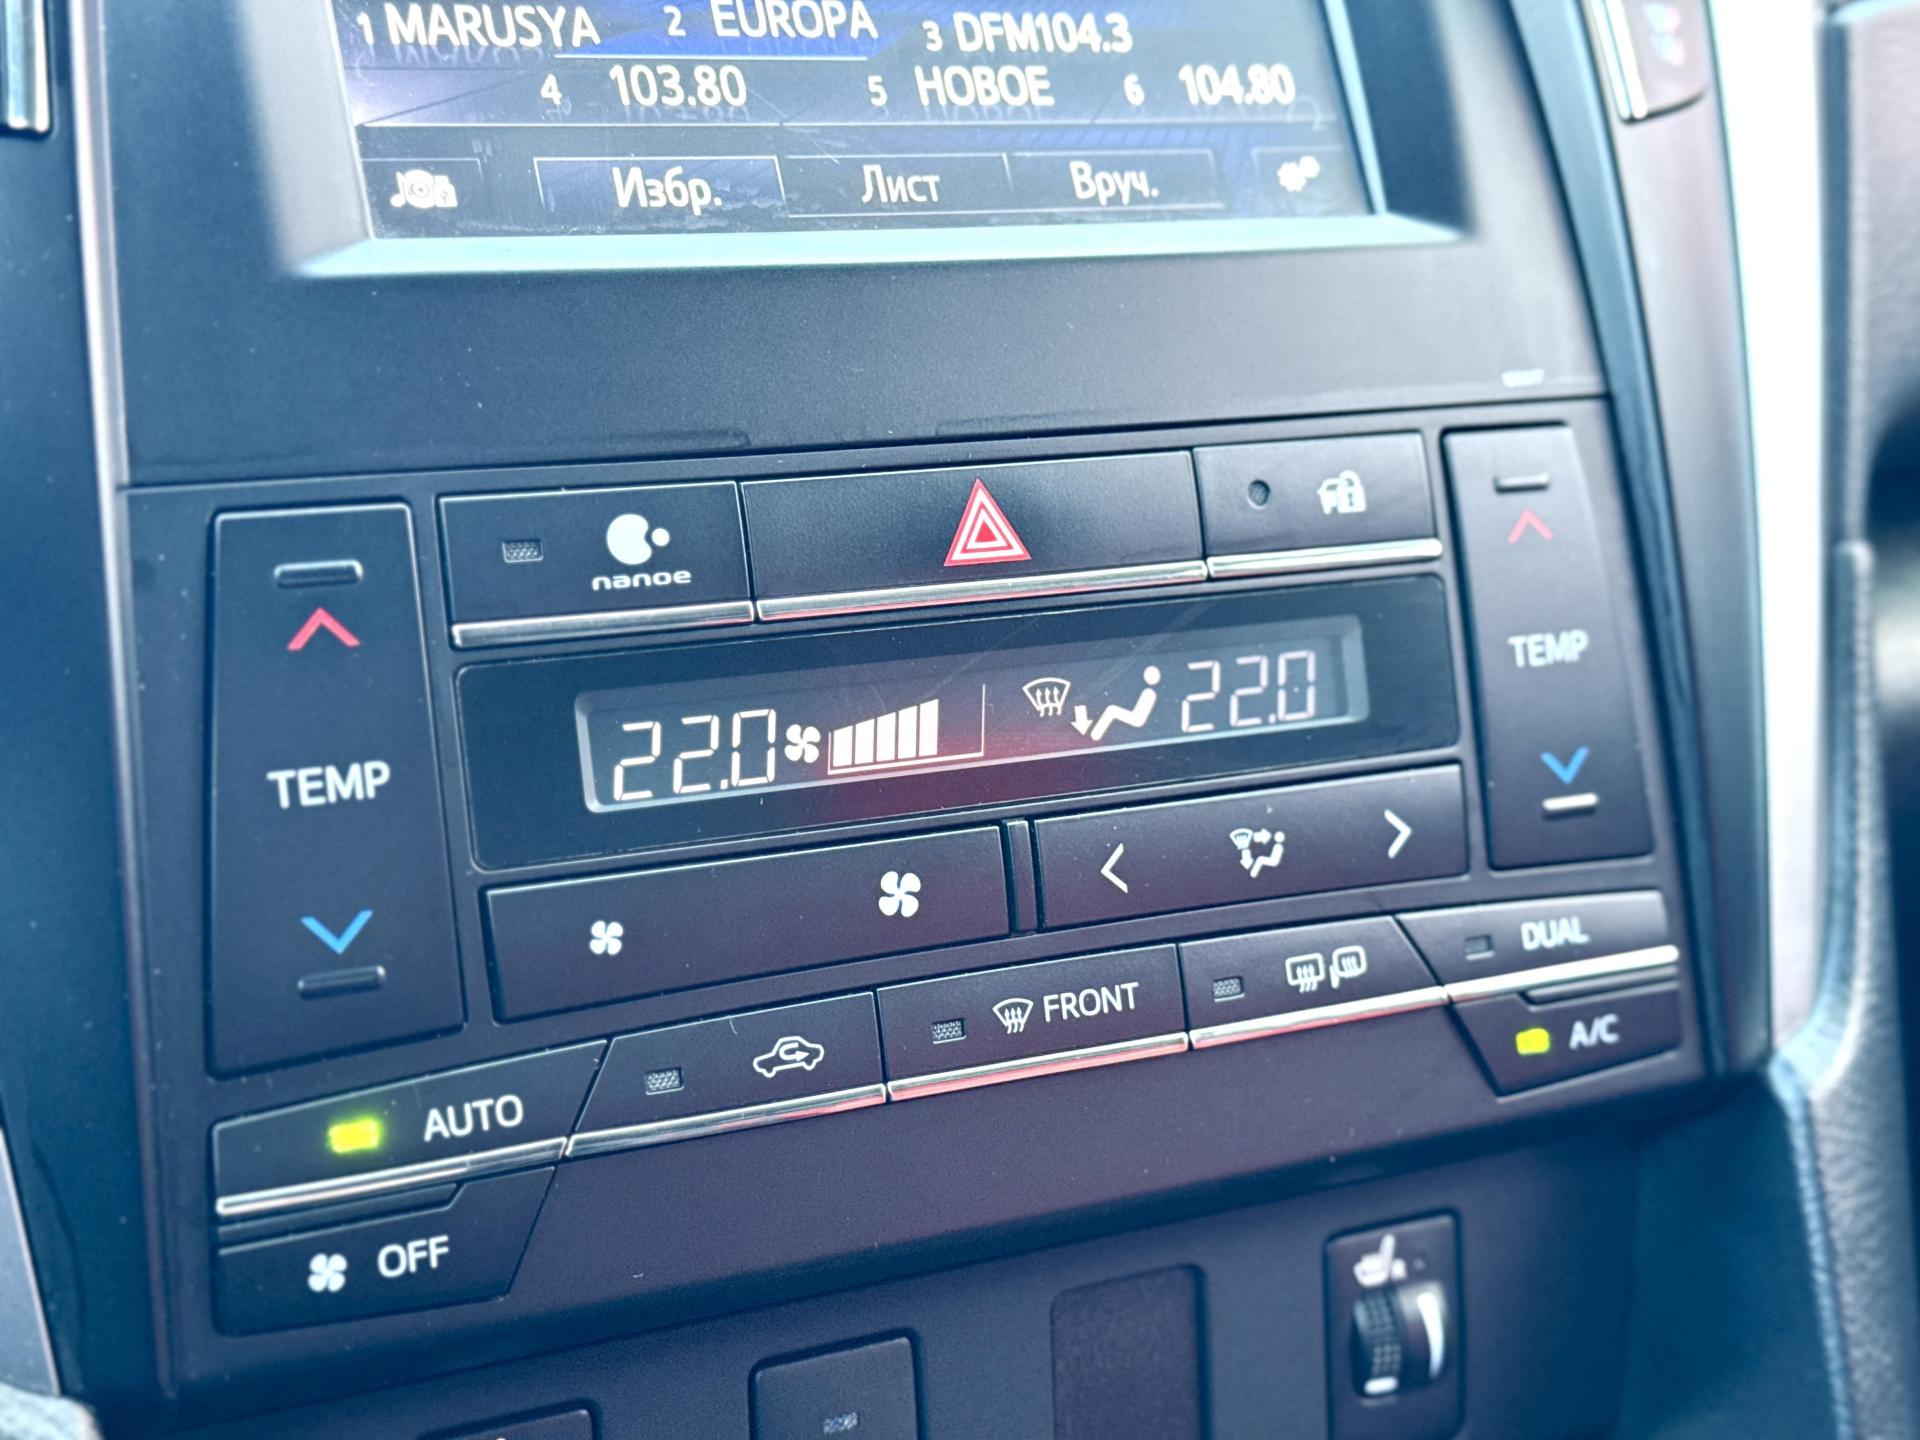 1 MARUSYA 2 EUROPA 3 DFM104.3
4 103.80 5 НОВОЕ 6 104.80
Избр. Лист Вруч.
nanoe
TEMP
22.0 22.0
TEMP
AUTO
FRONT
DUAL
A/C
OFF